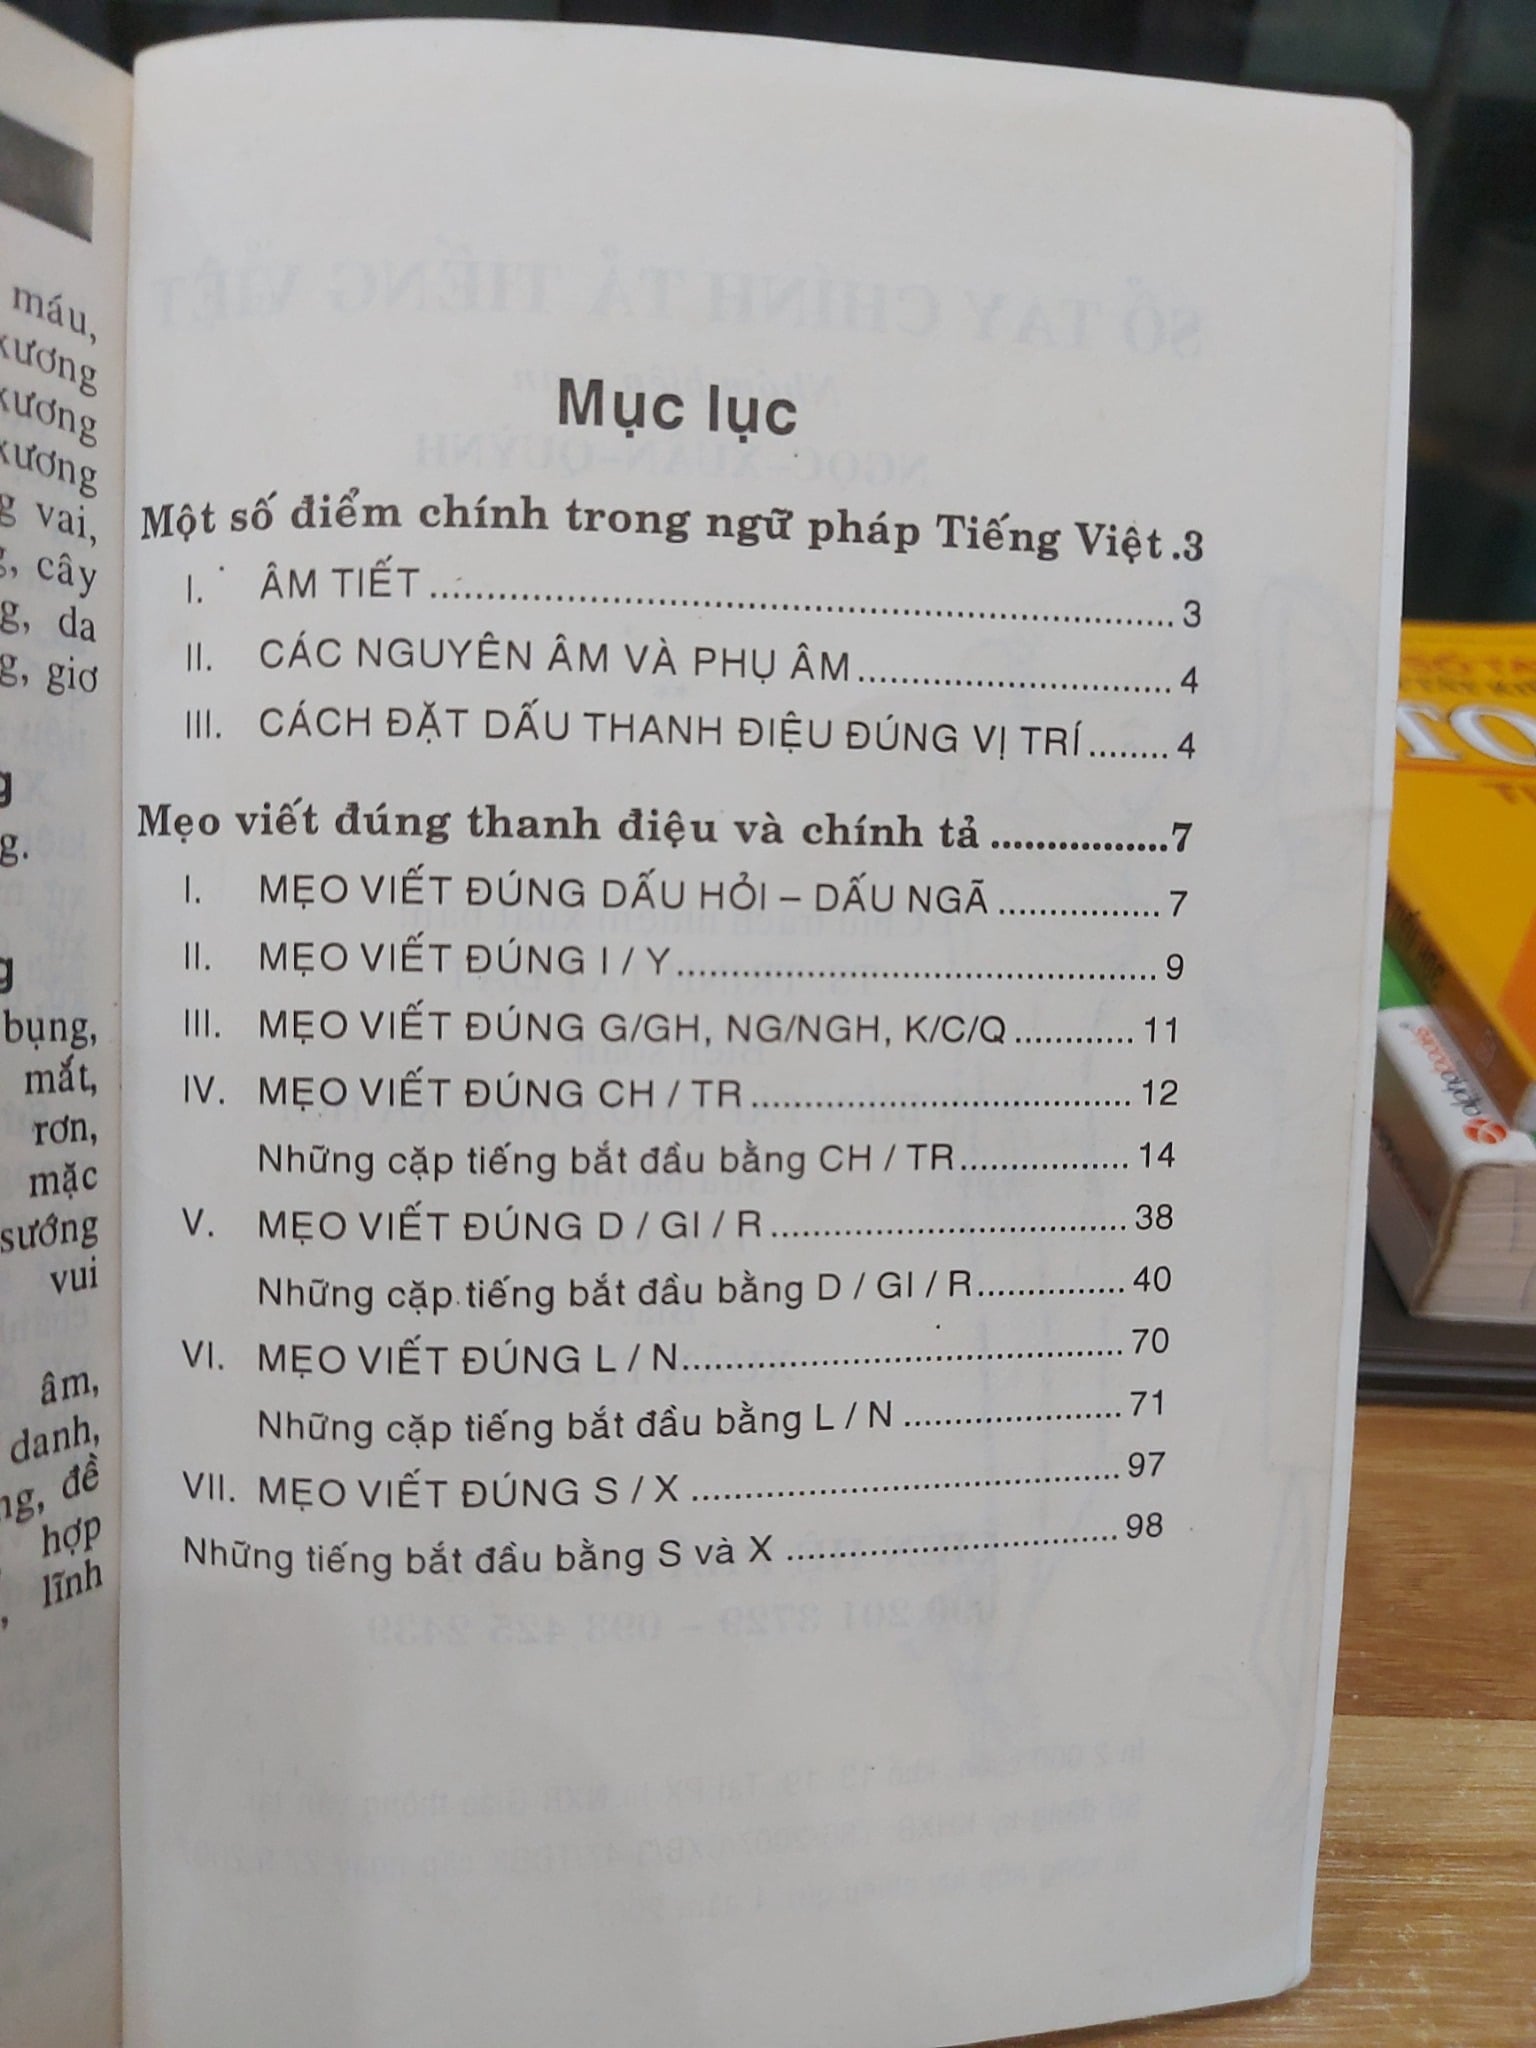 máu,
xương
xương
xương
vai,
cây
da
giơ
bụng,
mắt,
rơn,
mặc
sướng
vui
âm,
danh,
đề
hợp
lĩnh
Mục lục
Một số điểm chính trong ngữ pháp Tiếng Việt .3
I. ÂM TIẾT ........................................................................ 3
II. CÁC NGUYÊN ÂM VÀ PHỤ ÂM ............................. 4
III. CÁCH ĐẶT DẤU THANH ĐIỆU ĐÚNG VỊ TRÍ ........ 4
Mẹo viết đúng thanh điệu và chính tả .................7
I. MẸO VIẾT ĐÚNG DẤU HỎI – DẤU NGÃ ................ 7
II. MẸO VIẾT ĐÚNG I / Y ............................................... 9
III. MẸO VIẾT ĐÚNG G/GH, NG/NGH, K/C/Q ............ 11
IV. MẸO VIẾT ĐÚNG CH / TR ...................................... 12
Những cặp tiếng bắt đầu bằng CH / TR .................. 14
V. MẸO VIẾT ĐÚNG D / GI / R .................................... 38
Những cặp tiếng bắt đầu bằng D / GI / R ............... 40
VI. MẸO VIẾT ĐÚNG L / N ............................................ 70
Những cặp tiếng bắt đầu bằng L / N ...................... 71
VII. MẸO VIẾT ĐÚNG S / X ........................................... 97
Những tiếng bắt đầu bằng S và X .................................. 98